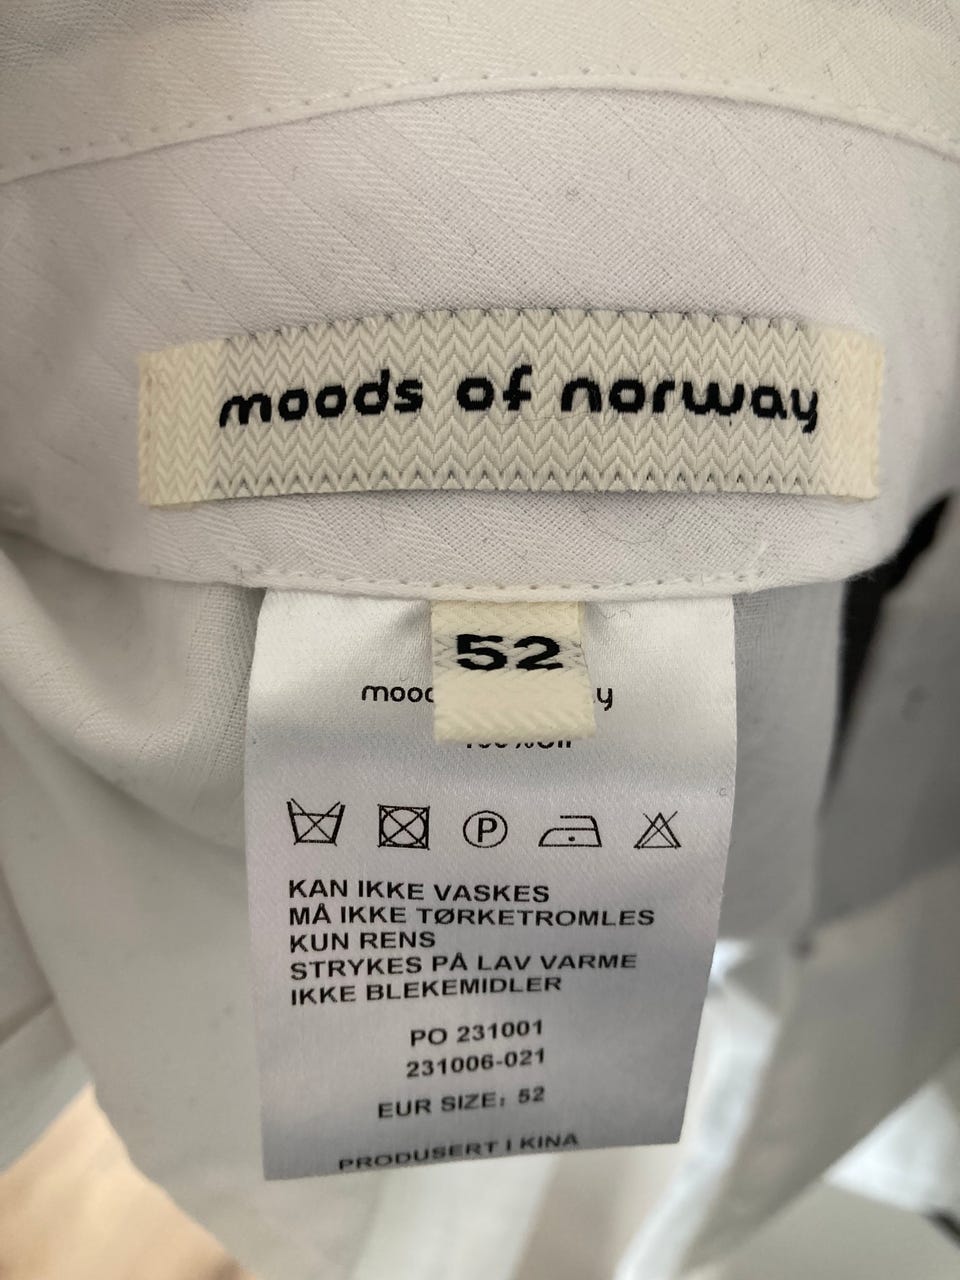 moods of norway
52
KAN IKKE VASKES
MÅ IKKE TØRKETROMLES
KUN RENS
STRYKES PÅ LAV VARME
IKKE BLEKEMIDLER
PO 231001
231006-021
EUR SIZE: 52
PRODUSERT I KINA